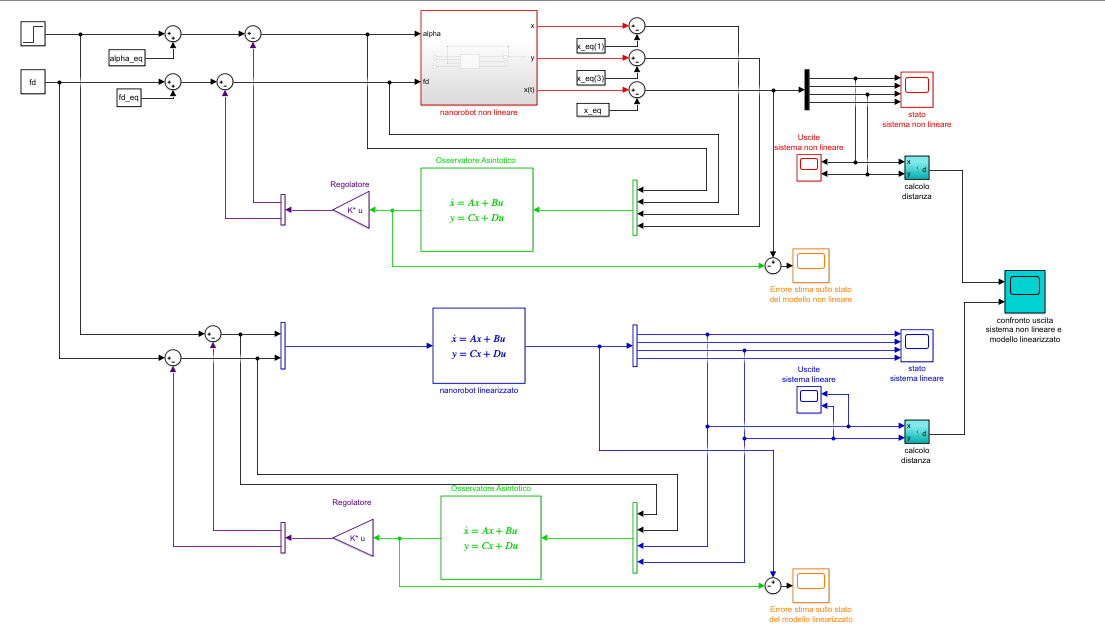 alpha_eq
fd
fd_eq
alpha
fd
x
y
x(t)
nanorobot non lineare
x_eq(1)
x_eq(3)
x_eq
stato
sistema non lineare
Uscite
sistema non lineare
x
y
d
calcolo
distanza
Osservatore Asintotico
ẋ = Ax + Bu
y = Cx + Du
Regolatore
K* u
Errore stima sullo stato
del modello non lineare
confronto uscita
sistema non lineare e
modello linearizzato
ẋ = Ax + Bu
y = Cx + Du
nanorobot linearizzato
stato
sistema lineare
Uscite
sistema lineare
x
y
d
calcolo
distanza
Osservatore Asintotico
ẋ = Ax + Bu
y = Cx + Du
Regolatore
K* u
Errore stima sullo stato
del modello linearizzato